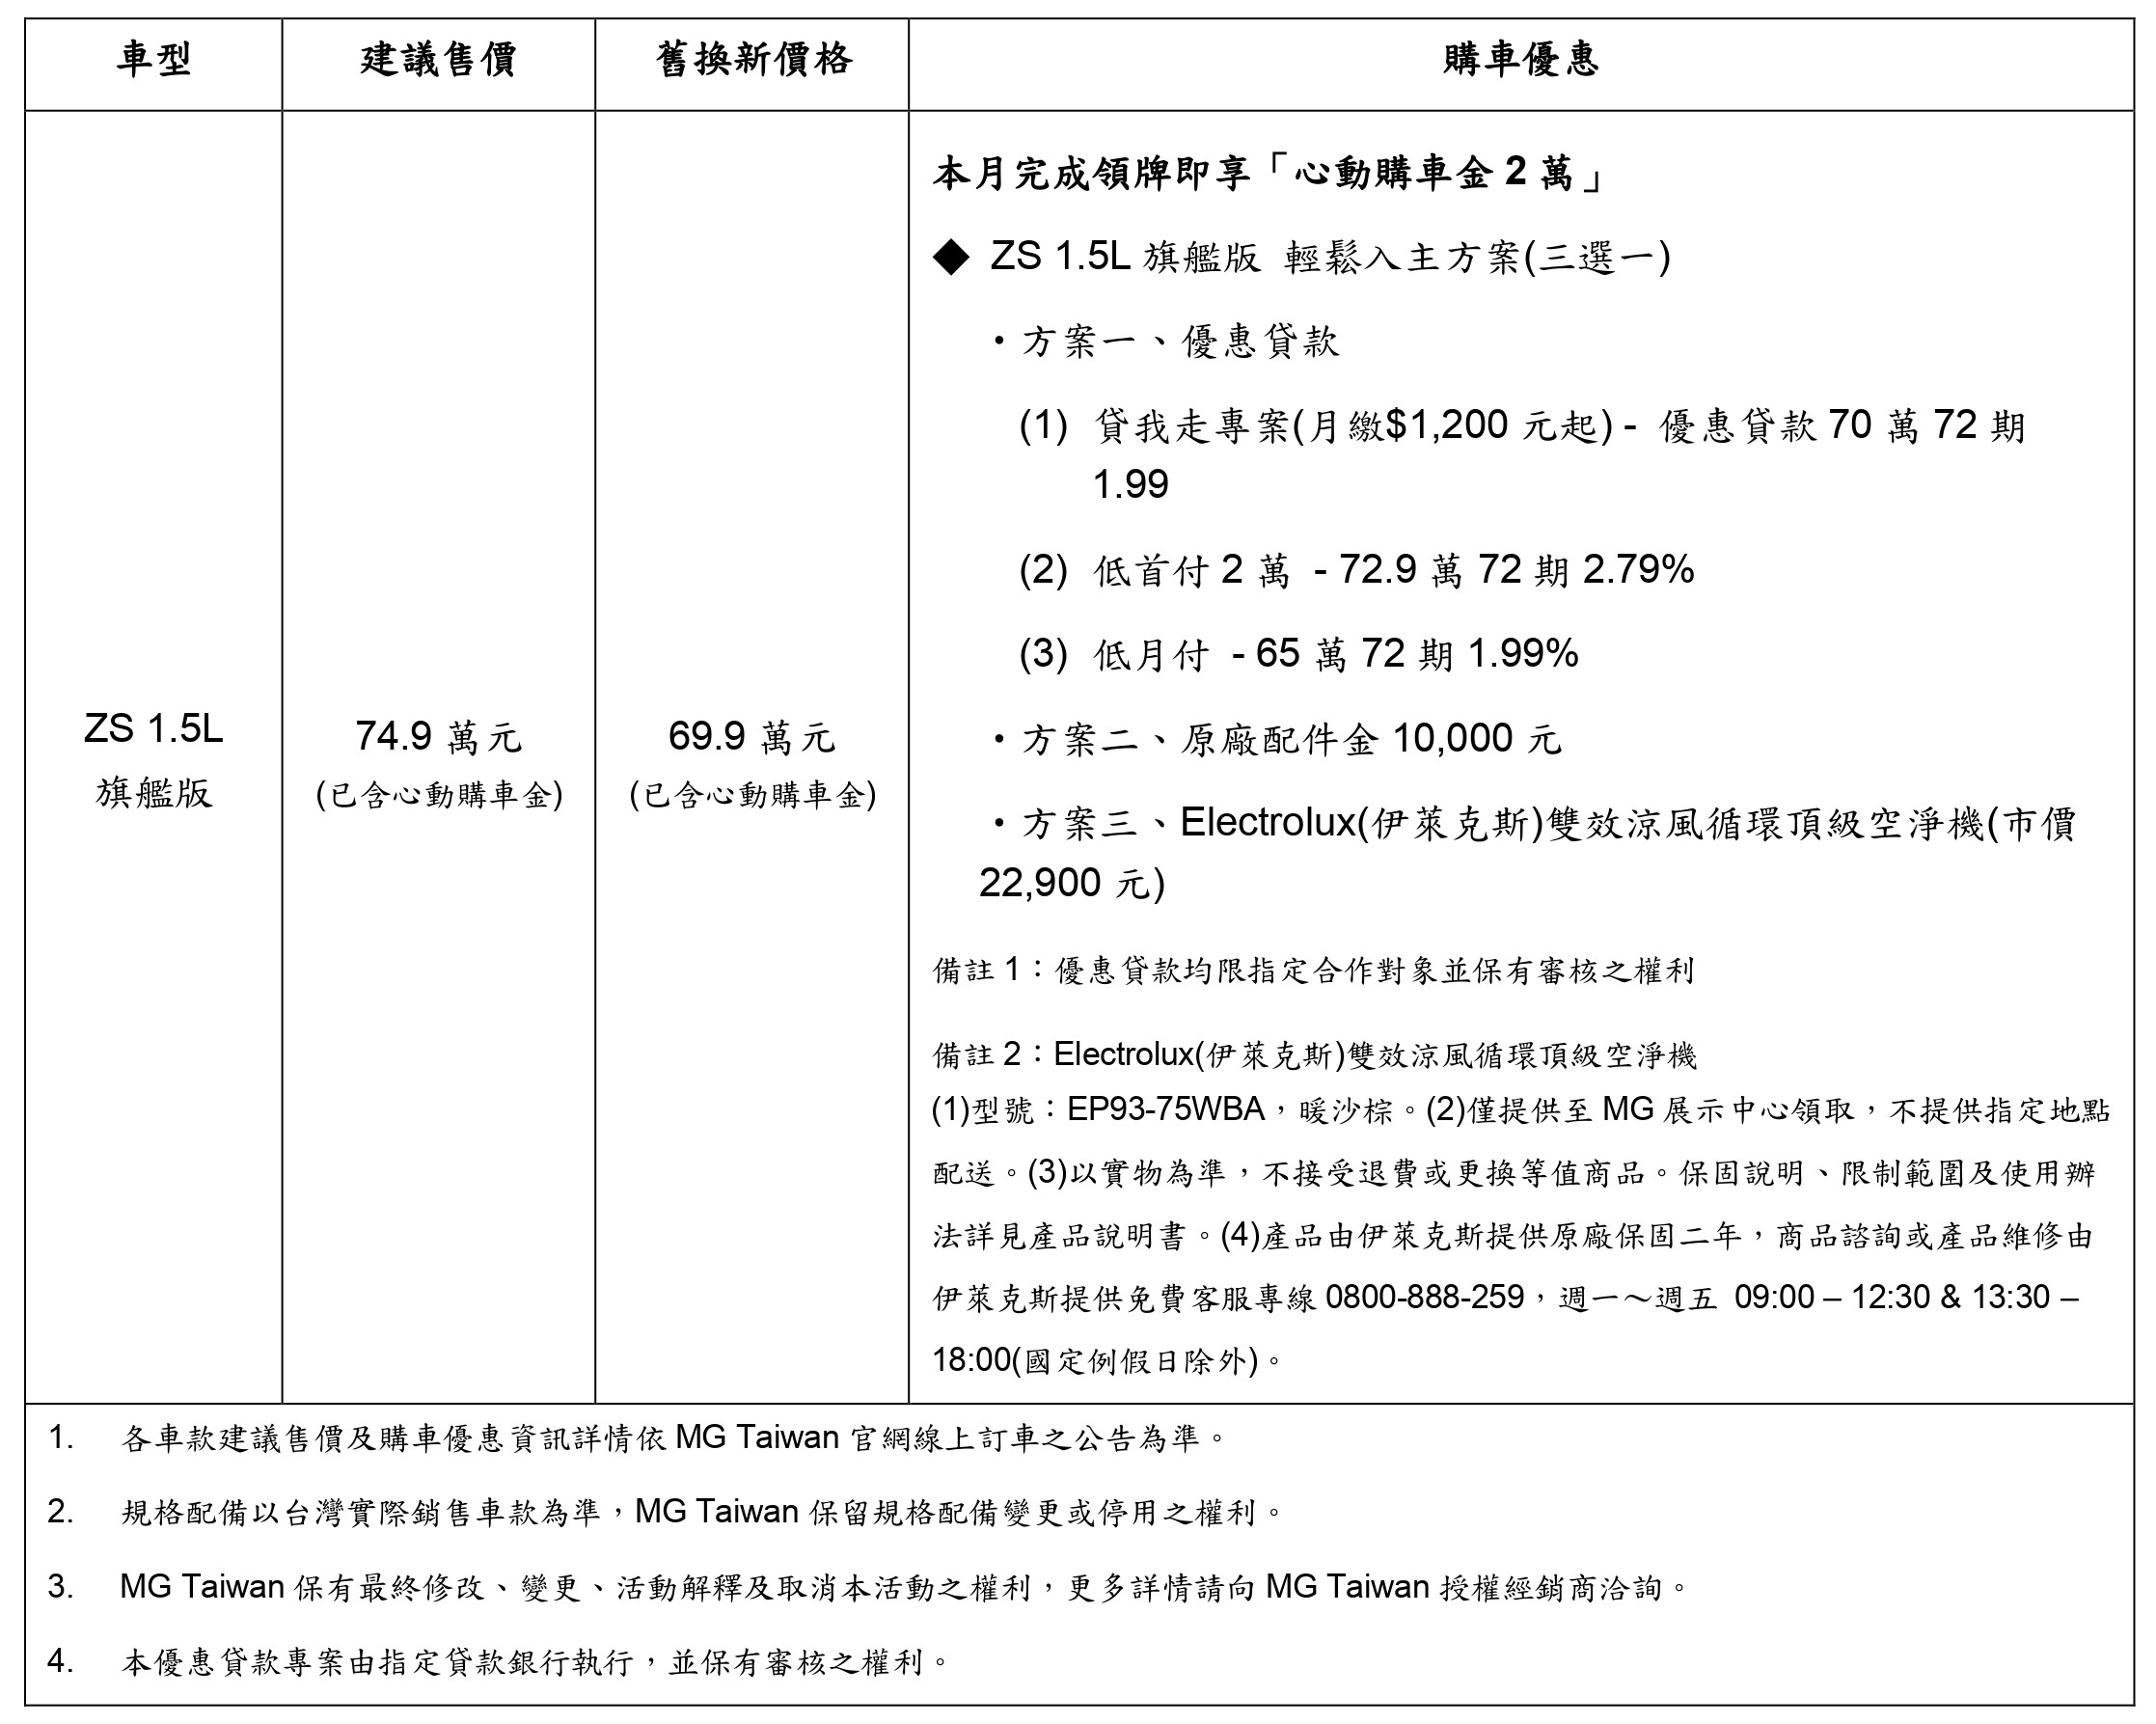 車型
建議售價
舊換新價格
購車優惠
ZS 1.5L
旗艦版
74.9 萬元
(已含心動購車金)
69.9 萬元
(已含心動購車金)
本月完成領牌即享「心動購車金 2 萬」
◆ ZS 1.5L 旗艦版 輕鬆入主方案(三選一)
・方案一、優惠貸款
(1) 貸我走專案(月繳$1,200 元起) - 優惠貸款 70 萬 72 期
1.99
(2) 低首付 2 萬 - 72.9 萬 72 期 2.79%
(3) 低月付 - 65 萬 72 期 1.99%
・方案二、原廠配件金 10,000 元
・方案三、Electrolux(伊萊克斯)雙效涼風循環頂級空淨機(市價
22,900 元)
備註 1：優惠貸款均限指定合作對象並保有審核之權利
備註 2：Electrolux(伊萊克斯)雙效涼風循環頂級空淨機
(1)型號：EP93-75WBA，暖沙棕。(2)僅提供至 MG 展示中心領取，不提供指定地點
配送。(3)以實物為準，不接受退費或更換等值商品。保固說明、限制範圍及使用辦
法詳見產品說明書。(4)產品由伊萊克斯提供原廠保固二年，商品諮詢或產品維修由
伊萊克斯提供免費客服專線 0800-888-259，週一～週五 09:00 – 12:30 & 13:30 –
18:00(國定例假日除外)。
1. 各車款建議售價及購車優惠資訊詳情依 MG Taiwan 官網線上訂車之公告為準。
2. 規格配備以台灣實際銷售車款為準，MG Taiwan 保留規格配備變更或停用之權利。
3. MG Taiwan 保有最終修改、變更、活動解釋及取消本活動之權利，更多詳情請向 MG Taiwan 授權經銷商洽詢。
4. 本優惠貸款專案由指定貸款銀行執行，並保有審核之權利。